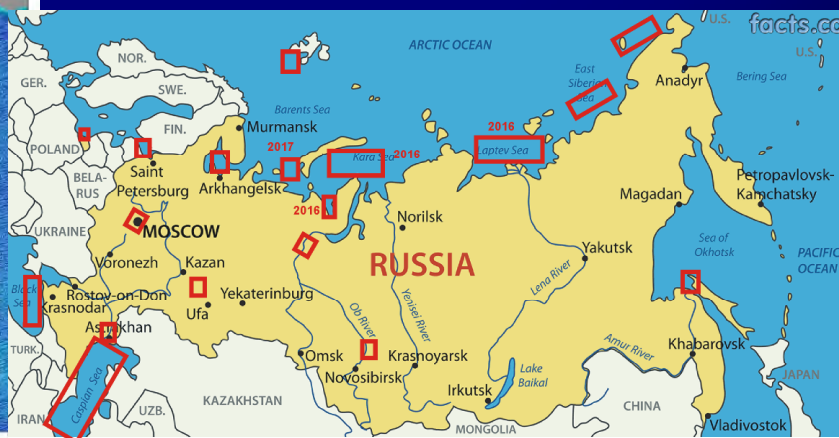 facts.co
U.S.
ARCTIC OCEAN
NOR.
U.S.
GER.
SWE.
East
Siberian
Sea
Anadyr
Bering Sea
Barents Sea
FIN.
Murmansk
2016
POLAND
2017
Kara Sea
2016
Laptev Sea
Saint
Petersburg
Arkhangelsk
BELA-
RUS
Petropavlovsk-
Kamchatsky
Magadan
2016
Norilsk
UKRAINE
MOSCOW
Sea of
Okhotsk
Yakutsk
PACIFIC
OCEAN
Voronezh
Kazan
RUSSIA
Lena River
Black
Sea
Rostov-on-Don
Krasnodar
Yekaterinburg
Ufa
Ob River
Yenisei River
Astrakhan
Amur River
Khabarovsk
TURK.
Omsk
Krasnoyarsk
Novosibirsk
Lake
Baikal
JAPAN
Caspian Sea
Irkutsk
KAZAKHSTAN
CHINA
IRAN
UZB.
MONGOLIA
Vladivostok